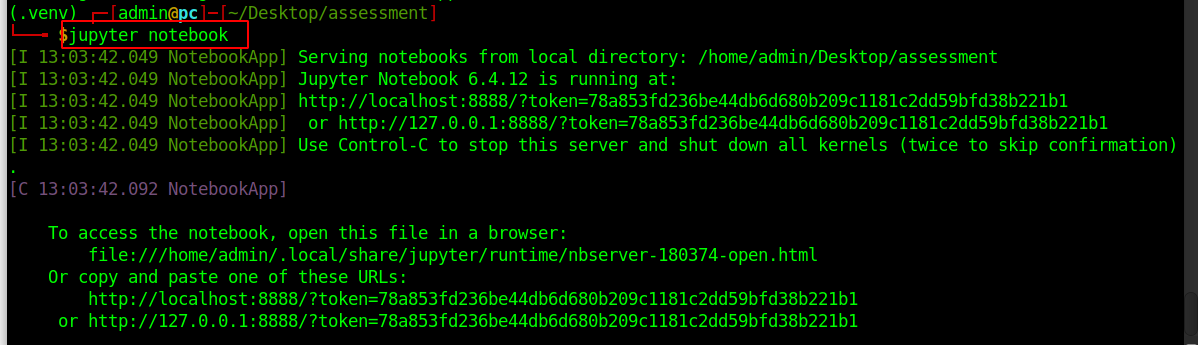 (.venv) ┌─[admin@pc]─[~/Desktop/assessment]
└──╼ $jupyter notebook
[I 13:03:42.049 NotebookApp] Serving notebooks from local directory: /home/admin/Desktop/assessment
[I 13:03:42.049 NotebookApp] Jupyter Notebook 6.4.12 is running at:
[I 13:03:42.049 NotebookApp] http://localhost:8888/?token=78a853fd236be44db6d680b209c1181c2dd59bfd38b221b1
[I 13:03:42.049 NotebookApp]  or http://127.0.0.1:8888/?token=78a853fd236be44db6d680b209c1181c2dd59bfd38b221b1
[I 13:03:42.049 NotebookApp] Use Control-C to stop this server and shut down all kernels (twice to skip confirmation)
.
[C 13:03:42.092 NotebookApp]
To access the notebook, open this file in a browser:
file:///home/admin/.local/share/jupyter/runtime/nbserver-180374-open.html
Or copy and paste one of these URLs:
http://localhost:8888/?token=78a853fd236be44db6d680b209c1181c2dd59bfd38b221b1
or http://127.0.0.1:8888/?token=78a853fd236be44db6d680b209c1181c2dd59bfd38b221b1